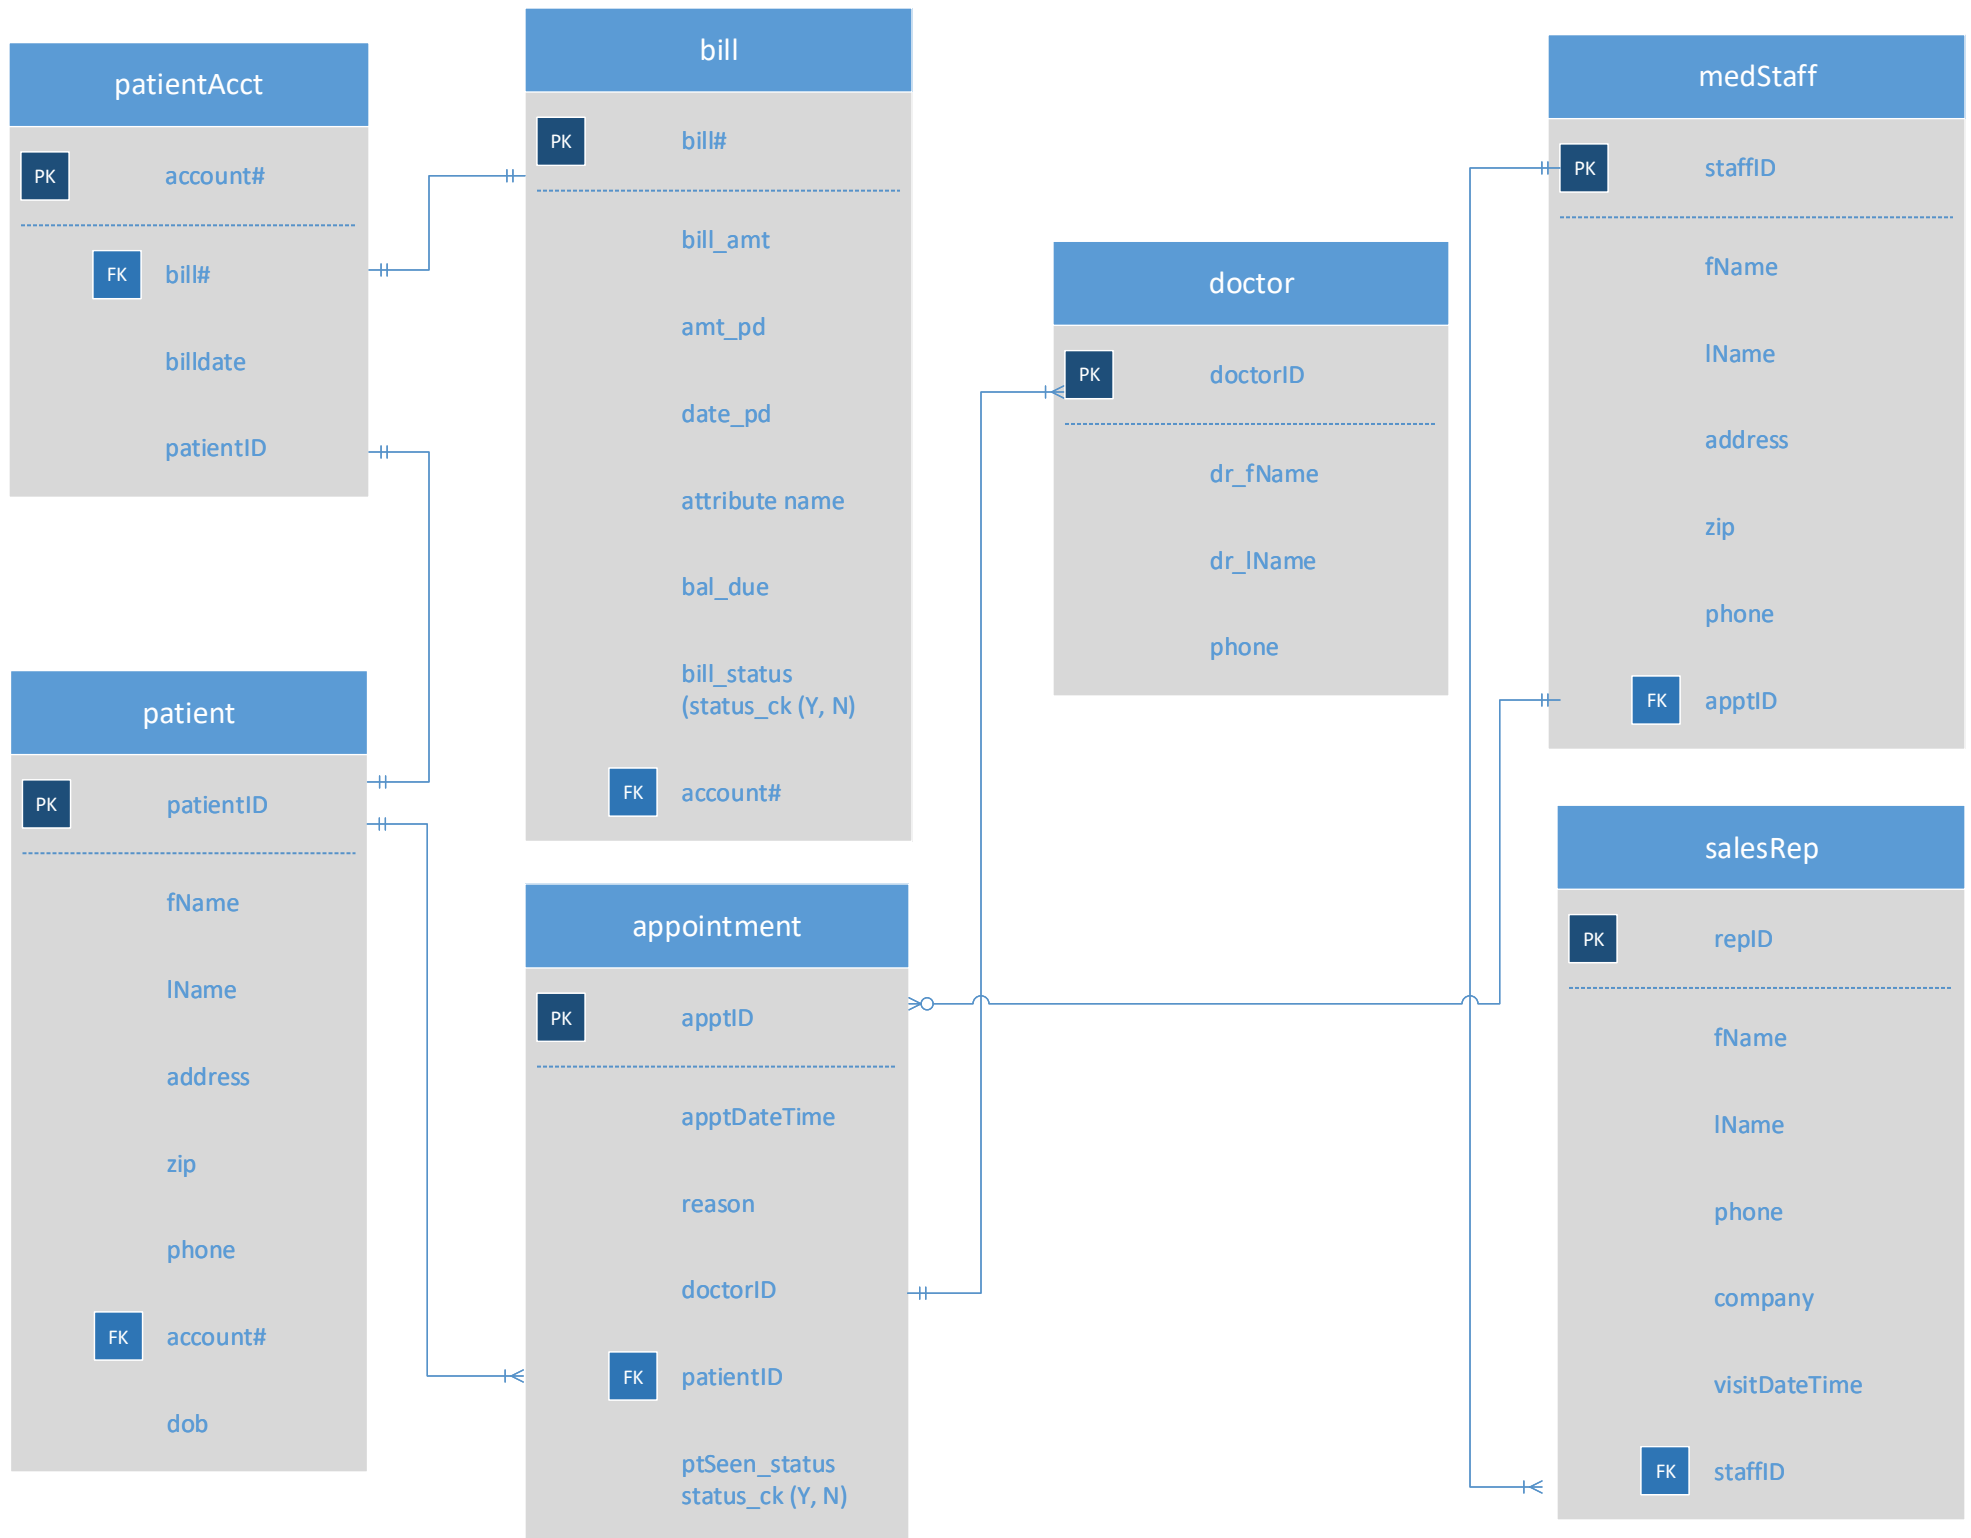 patientAcct
PK
account#
FK
bill#
billdate
patientID
bill
PK
bill#
bill_amt
amt_pd
date_pd
attribute name
bal_due
bill_status
(status_ck (Y, N)
FK
account#
doctor
PK
doctorID
dr_fName
dr_lName
phone
medStaff
PK
staffID
fName
lName
address
zip
phone
FK
apptID
patient
PK
patientID
fName
lName
address
zip
phone
FK
account#
dob
appointment
PK
apptID
apptDateTime
reason
doctorID
FK
patientID
ptSeen_status
status_ck (Y, N)
salesRep
PK
repID
fName
lName
phone
company
visitDateTime
FK
staffID